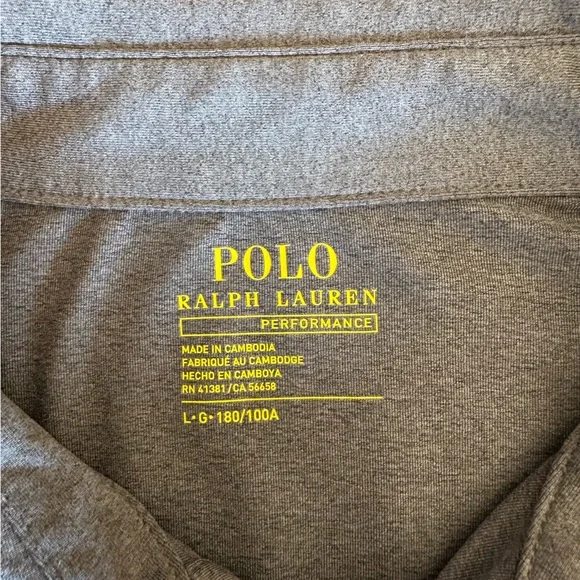 POLO
RALPH LAUREN
PERFORMANCE
MADE IN CAMBODIA
FABRIQUÉ AU CAMBODGE
HECHO EN CAMBOYA
RN 41381/CA 56658
L•G•180/100A